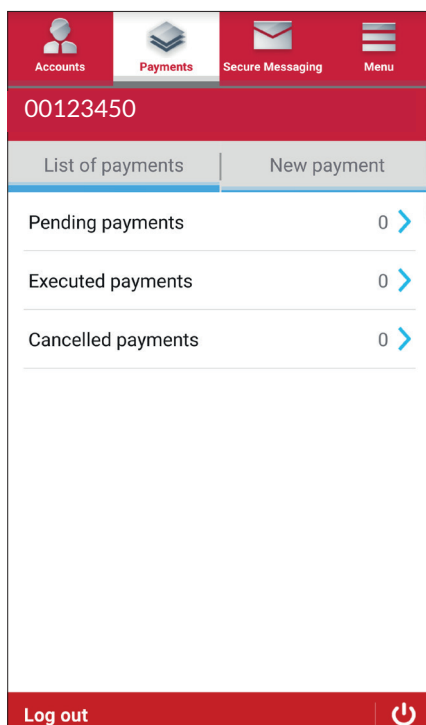 Accounts Payments Secure Messaging Menu
00123450
List of payments New payment
Pending payments 0
Executed payments 0
Cancelled payments 0
Log out